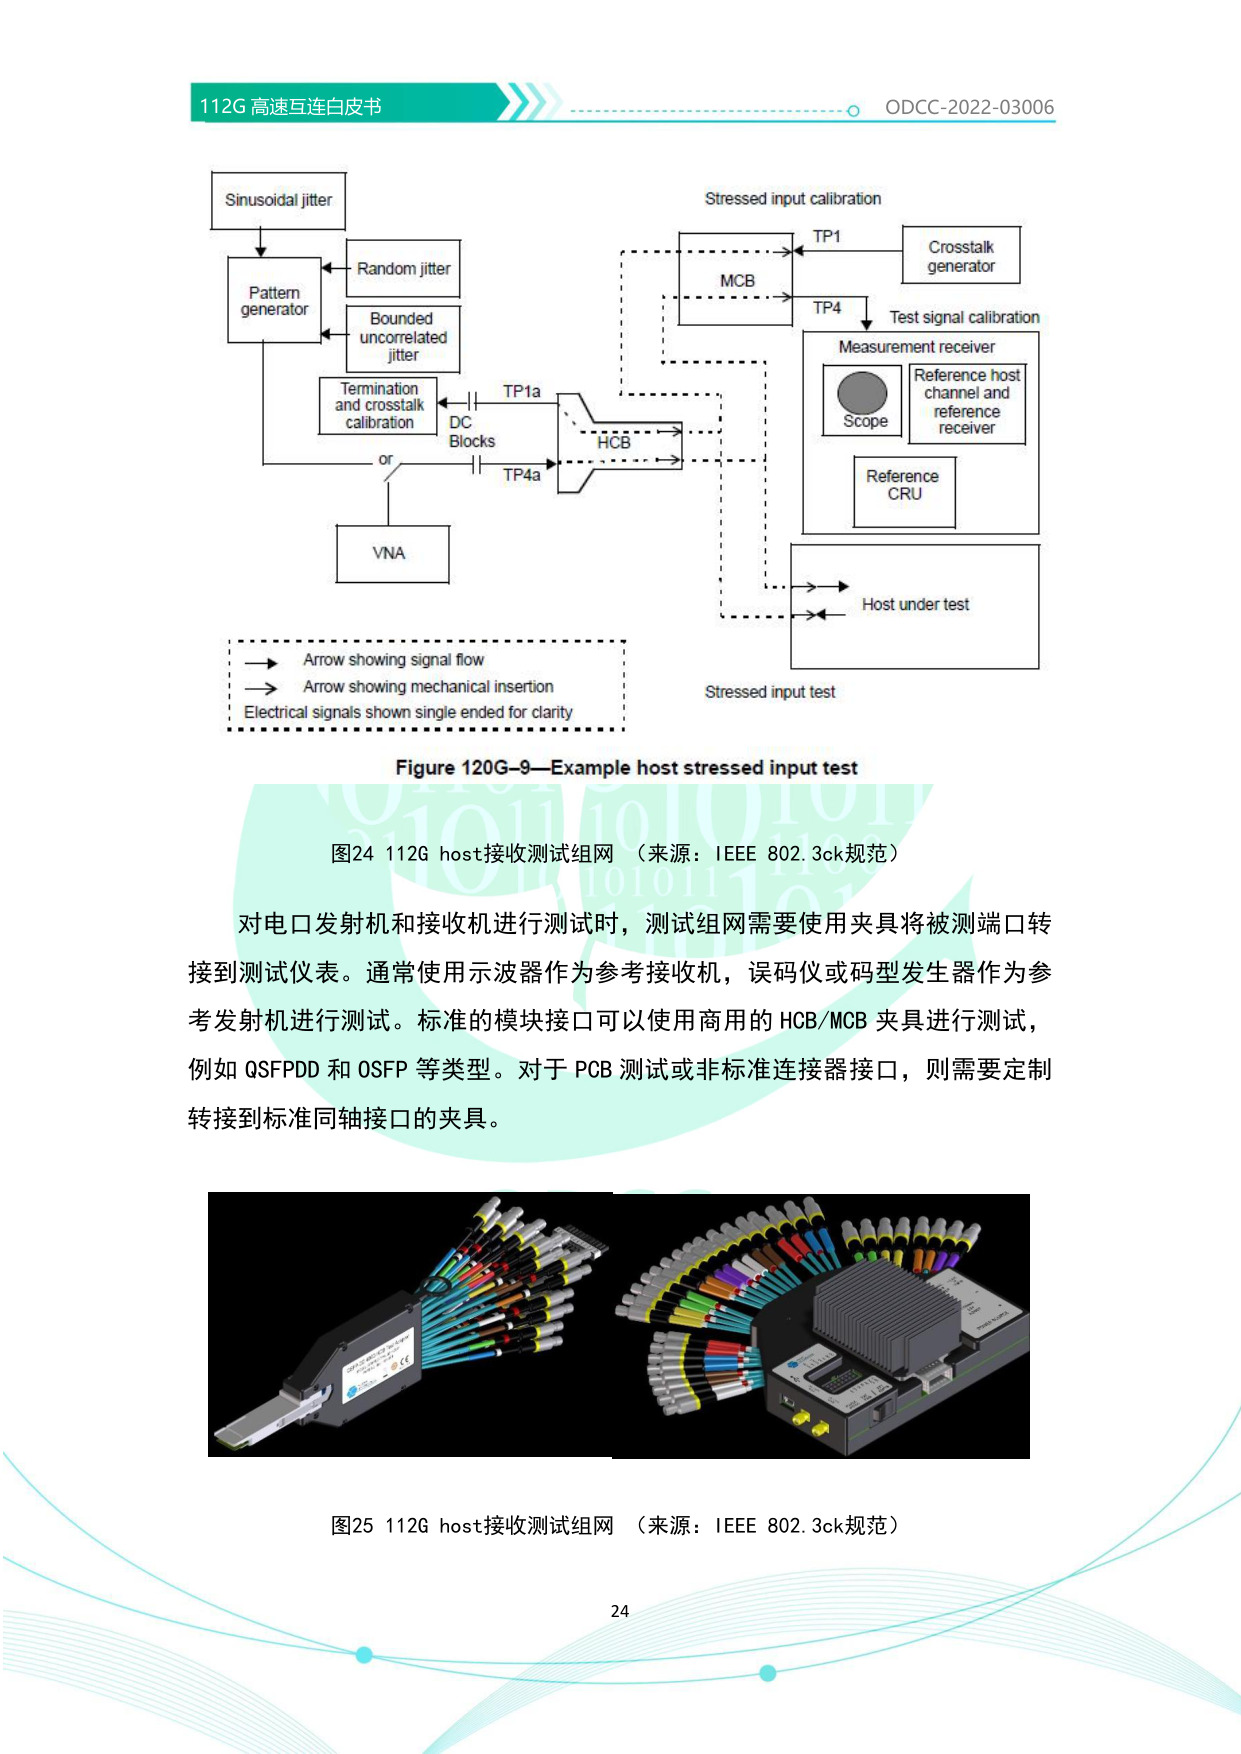 112G 高速互连白皮书
ODCC-2022-03006
Sinusoidal jitter
Stressed input calibration
TP1
Crosstalk
generator
Random jitter
Pattern
generator
MCB
TP4
Bounded
uncorrelated
jitter
Test signal calibration
Measurement receiver
Reference host
channel and
reference
receiver
Scope
Termination
and crosstalk
calibration
TP1a
DC
Blocks
HCB
or
TP4a
Reference
CRU
VNA
Host under test
Arrow showing signal flow
Arrow showing mechanical insertion
Electrical signals shown single ended for clarity
Stressed input test
Figure 120G–9—Example host stressed input test
图24 112G host接收测试组网 （来源：IEEE 802.3ck规范）
对电口发射机和接收机进行测试时，测试组网需要使用夹具将被测端口转
接到测试仪表。通常使用示波器作为参考接收机，误码仪或码型发生器作为参
考发射机进行测试。标准的模块接口可以使用商用的 HCB/MCB 夹具进行测试，
例如 QSFPDD 和 OSFP 等类型。对于 PCB 测试或非标准连接器接口，则需要定制
转接到标准同轴接口的夹具。
图25 112G host接收测试组网 （来源：IEEE 802.3ck规范）
24